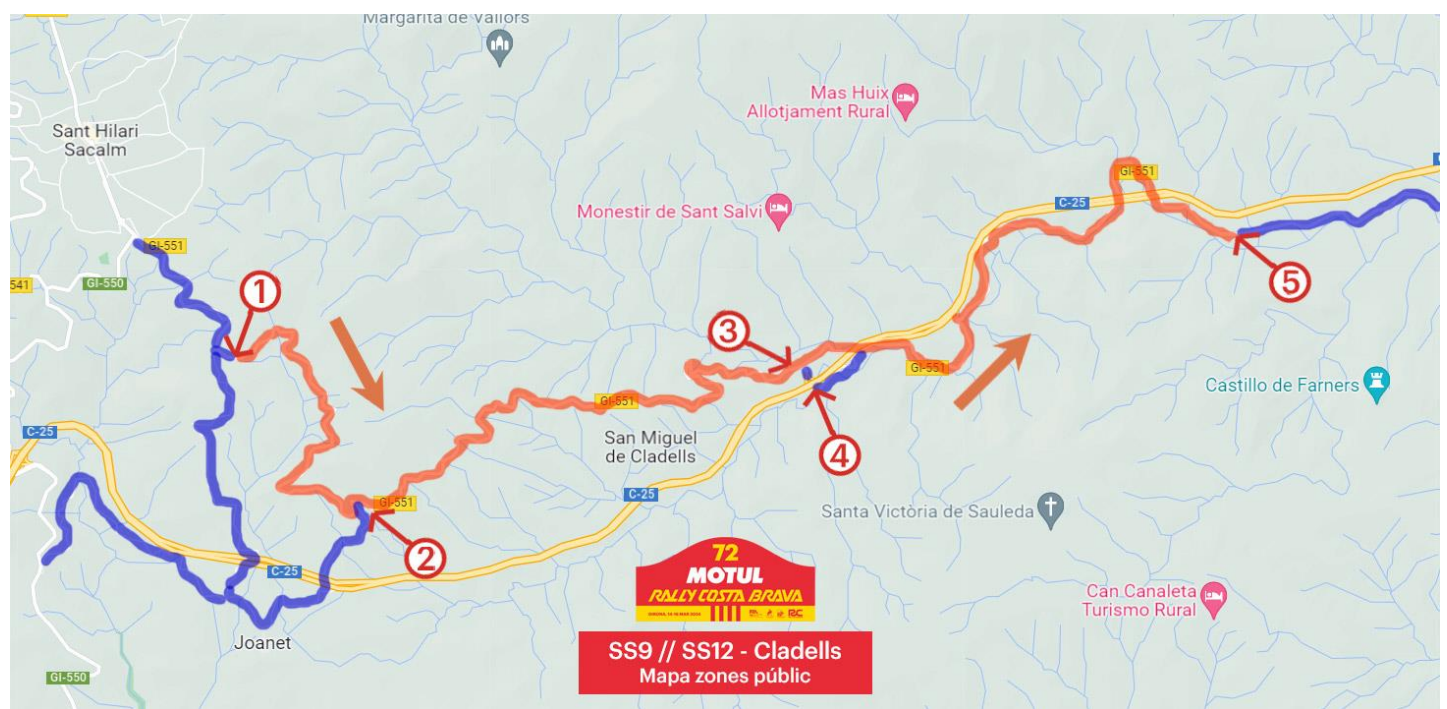 Margarita de Vallors
Sant Hilari
Sacalm
Mas Huix
Allotjament Rural
GI-551
C-25
Monestir de Sant Salvi
GI-551
541
GI-550
1
5
3
GI-551
Castillo de Farners
GI-551
C-25
San Miguel
de Cladells
4
C-25
GI-551
Santa Victòria de Sauleda
2
C-25
72
MOTUL
RALLY COSTA BRAVA
Can Canaleta
Turismo Rural
Joanet
SS9 // SS12 - Cladells
Mapa zones públic
GI-550